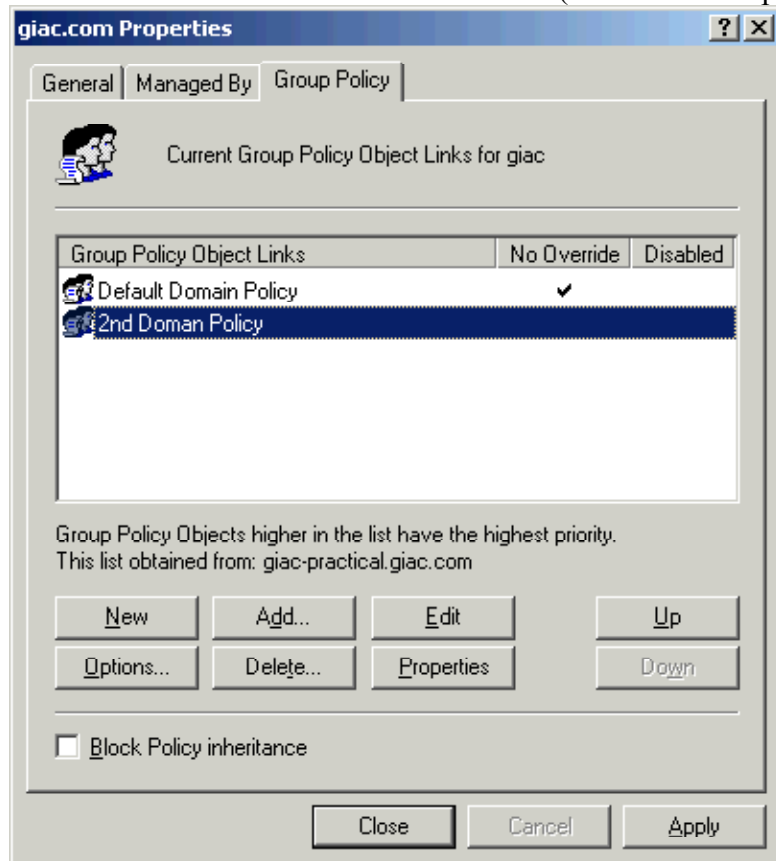 giac.com Properties
General Managed By Group Policy
Current Group Policy Object Links for giac
Group Policy Object Links No Override Disabled
Default Domain Policy
2nd Doman Policy
Group Policy Objects higher in the list have the highest priority.
This list obtained from: giac-practical.giac.com
New Add... Edit Up
Options... Delete... Properties Down
Block Policy inheritance
Close Cancel Apply